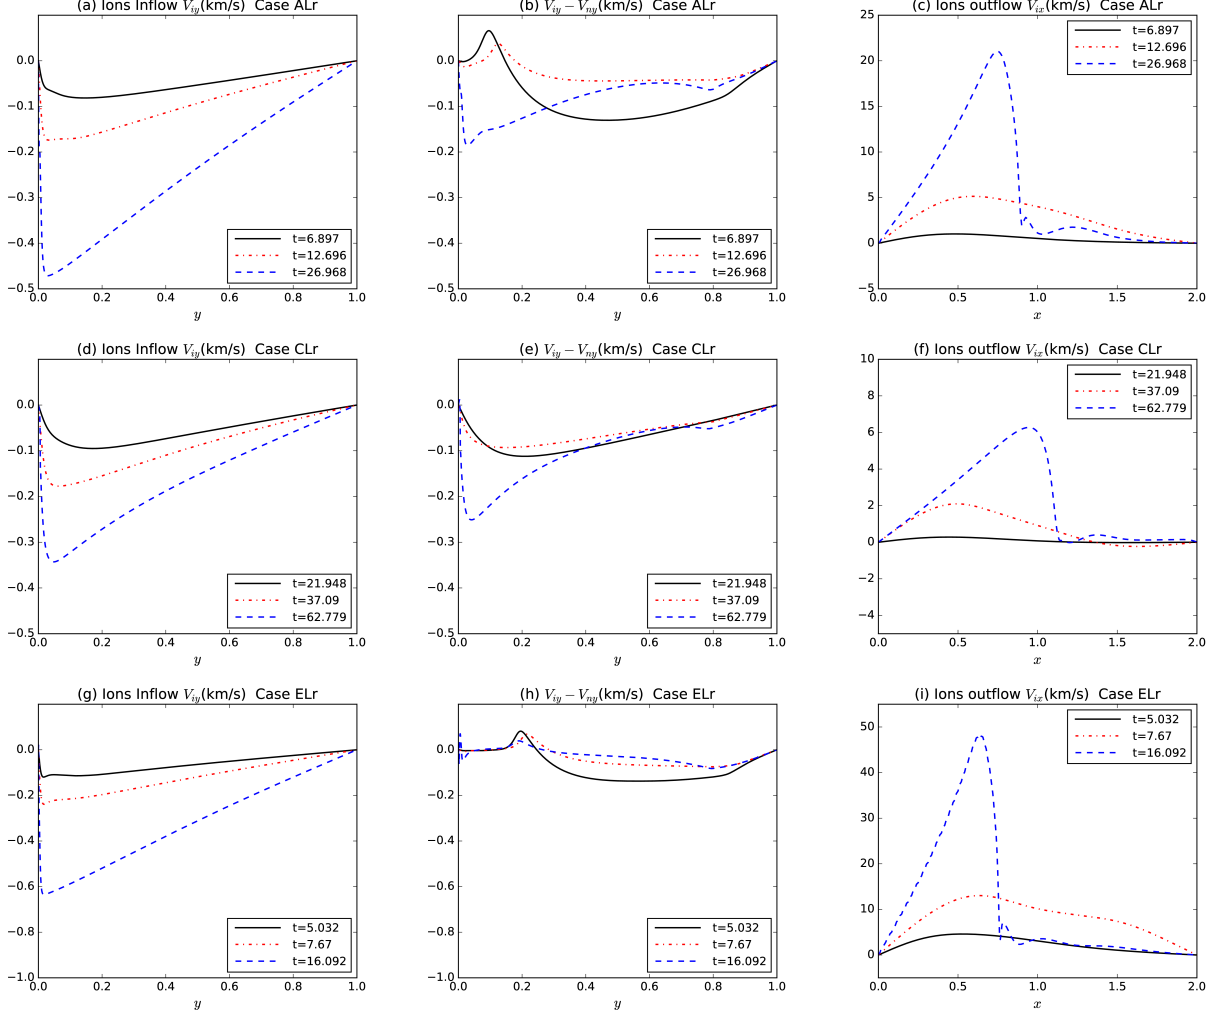 (a) Ions Inflow V_{iy}(km/s) Case ALr
0.0
−0.1
−0.2
−0.3
−0.4
−0.5
t=6.897
t=12.696
t=26.968
0.0 0.2 0.4 0.6 0.8 1.0
y
(b) V_{iy} − V_{ny}(km/s) Case ALr
0.0
−0.1
−0.2
−0.3
−0.4
−0.5
t=6.897
t=12.696
t=26.968
0.0 0.2 0.4 0.6 0.8 1.0
y
(c) Ions outflow V_{ix}(km/s) Case ALr
25
20
15
10
5
0
−5
t=6.897
t=12.696
t=26.968
0.0 0.5 1.0 1.5 2.0
x
(d) Ions Inflow V_{iy}(km/s) Case CLr
0.0
−0.1
−0.2
−0.3
−0.4
−0.5
t=21.948
t=37.09
t=62.779
0.0 0.2 0.4 0.6 0.8 1.0
y
(e) V_{iy} − V_{ny}(km/s) Case CLr
0.0
−0.1
−0.2
−0.3
−0.4
−0.5
t=21.948
t=37.09
t=62.779
0.0 0.2 0.4 0.6 0.8 1.0
y
(f) Ions outflow V_{ix}(km/s) Case CLr
10
8
6
4
2
0
−2
−4
t=21.948
t=37.09
t=62.779
0.0 0.5 1.0 1.5 2.0
x
(g) Ions Inflow V_{iy}(km/s) Case ELr
0.0
−0.2
−0.4
−0.6
−0.8
−1.0
t=5.032
t=7.67
t=16.092
0.0 0.2 0.4 0.6 0.8 1.0
y
(h) V_{iy} − V_{ny}(km/s) Case ELr
0.0
−0.2
−0.4
−0.6
−0.8
−1.0
t=5.032
t=7.67
t=16.092
0.0 0.2 0.4 0.6 0.8 1.0
y
(i) Ions outflow V_{ix}(km/s) Case ELr
50
40
30
20
10
0
t=5.032
t=7.67
t=16.092
0.0 0.5 1.0 1.5 2.0
x